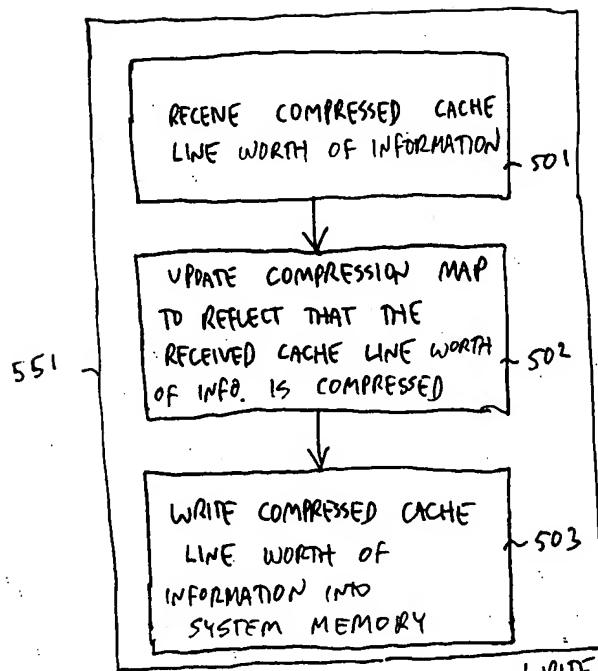 RECEIVE COMPRESSED CACHE
LINE WORTH OF INFORMATION
501
UPDATE COMPRESSION MAP
TO REFLECT THAT THE
RECEIVED CACHE LINE WORTH
OF INFO. IS COMPRESSED
502
551
WRITE COMPRESSED CACHE
LINE WORTH OF
INFORMATION INTO
SYSTEM MEMORY
503